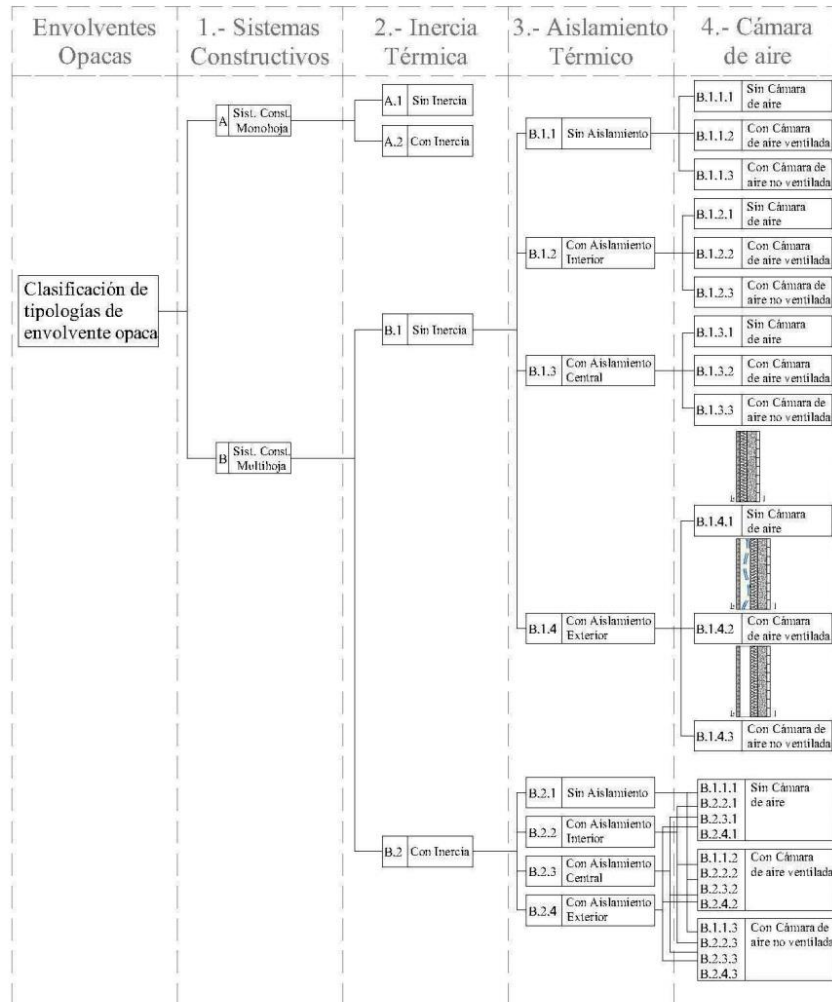 Envolventes
Opacas
1.- Sistemas
Constructivos
2.- Inercia
Térmica
3.- Aislamiento
Térmico
4.- Cámara
de aire
Clasificación de
tipologías de
envolvente opaca
A Sist. Const.
Monohoja
A.1 Sin Inercia
A.2 Con Inercia
B Sist. Const.
Multihoja
B.1 Sin Inercia
B.1.1 Sin Aislamiento
B.1.1.1 Sin Cámara
de aire
B.1.1.2 Con Cámara
de aire ventilada
B.1.1.3 Con Cámara de
aire no ventilada
B.1.2 Con Aislamiento
Interior
B.1.2.1 Sin Cámara
de aire
B.1.2.2 Con Cámara
de aire ventilada
B.1.2.3 Con Cámara de
aire no ventilada
B.1.3 Con Aislamiento
Central
B.1.3.1 Sin Cámara
de aire
B.1.3.2 Con Cámara
de aire ventilada
B.1.3.3 Con Cámara de
aire no ventilada
B.1.4 Con Aislamiento
Exterior
B.1.4.1 Sin Cámara
de aire
B.1.4.2 Con Cámara
de aire ventilada
B.1.4.3 Con Cámara de
aire no ventilada
B.2 Con Inercia
B.2.1 Sin Aislamiento
B.2.2 Con Aislamiento
Interior
B.2.3 Con Aislamiento
Central
B.2.4 Con Aislamiento
Exterior
B.1.1.1 Sin Cámara
B.2.2.1 de aire
B.2.3.1
B.2.4.1
B.1.1.2 Con Cámara
B.2.2.2 de aire ventilada
B.2.3.2
B.2.4.2
B.1.1.3 Con Cámara de
B.2.2.3 aire no ventilada
B.2.3.3
B.2.4.3